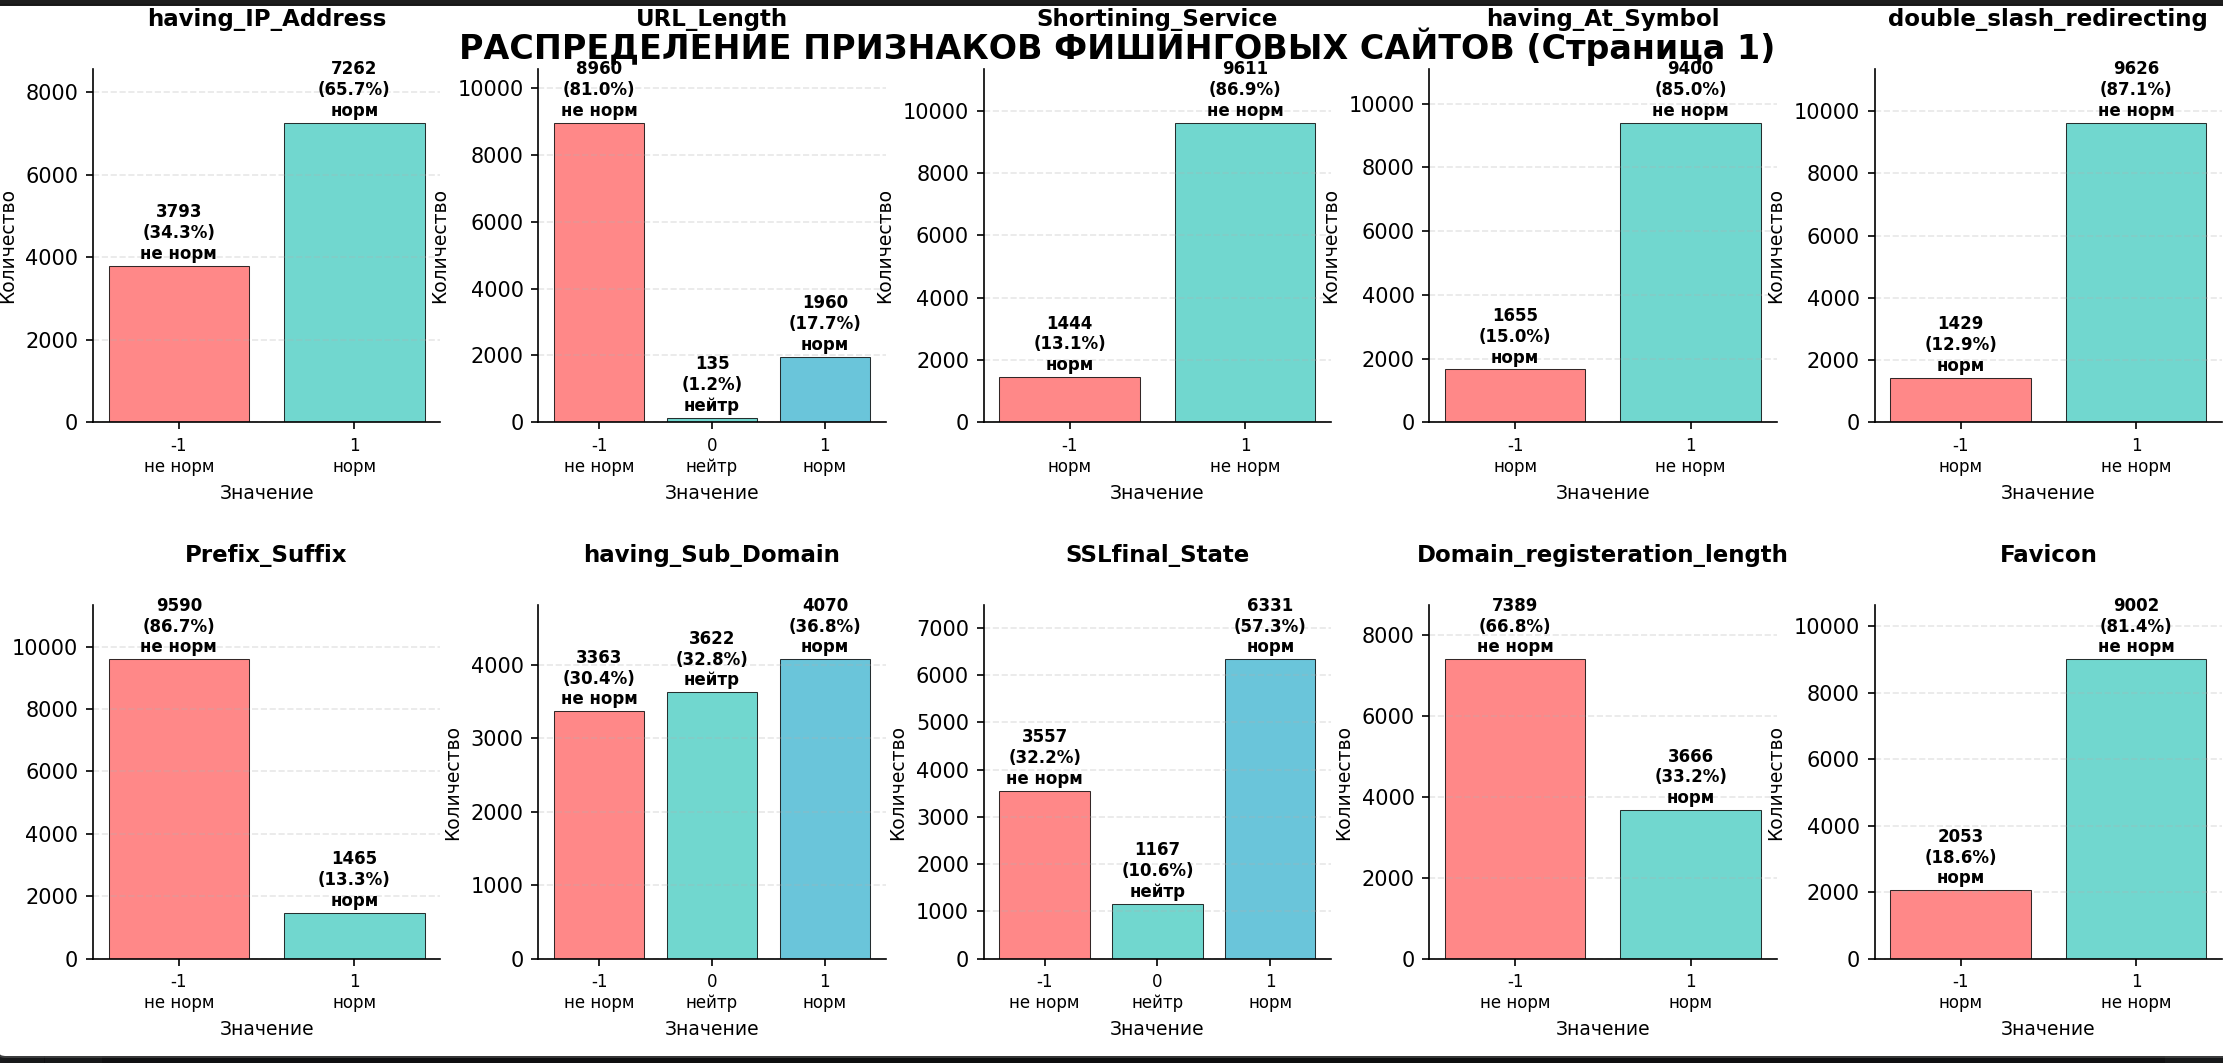 having_IP_Address
URL_Length
Shortining_Service
having_At_Symbol
double_slash_redirecting
РАСПРЕДЕЛЕНИЕ ПРИЗНАКОВ ФИШИНГОВЫХ САЙТОВ (Страница 1)
Количество
8000
6000
4000
2000
0
3793
(34.3%)
не норм
7262
(65.7%)
норм
-1
не норм
1
норм
Значение
Количество
10000
8000
6000
4000
2000
0
8960
(81.0%)
не норм
135
(1.2%)
нейтр
1960
(17.7%)
норм
-1
не норм
0
нейтр
1
норм
Значение
Количество
10000
8000
6000
4000
2000
0
1444
(13.1%)
норм
9611
(86.9%)
не норм
-1
норм
1
не норм
Значение
Количество
10000
8000
6000
4000
2000
0
1655
(15.0%)
норм
9400
(85.0%)
не норм
-1
норм
1
не норм
Значение
Количество
10000
8000
6000
4000
2000
0
1429
(12.9%)
норм
9626
(87.1%)
не норм
-1
норм
1
не норм
Значение
Prefix_Suffix
10000
8000
6000
4000
2000
0
9590
(86.7%)
не норм
1465
(13.3%)
норм
-1
не норм
1
норм
Значение
having_Sub_Domain
Количество
4000
3000
2000
1000
0
3363
(30.4%)
не норм
3622
(32.8%)
нейтр
4070
(36.8%)
норм
-1
не норм
0
нейтр
1
норм
Значение
SSLfinal_State
Количество
7000
6000
5000
4000
3000
2000
1000
0
3557
(32.2%)
не норм
1167
(10.6%)
нейтр
6331
(57.3%)
норм
-1
не норм
0
нейтр
1
норм
Значение
Domain_registeration_length
Количество
8000
6000
4000
2000
0
7389
(66.8%)
не норм
3666
(33.2%)
норм
-1
не норм
1
норм
Значение
Favicon
Количество
10000
8000
6000
4000
2000
0
2053
(18.6%)
норм
9002
(81.4%)
не норм
-1
норм
1
не норм
Значение